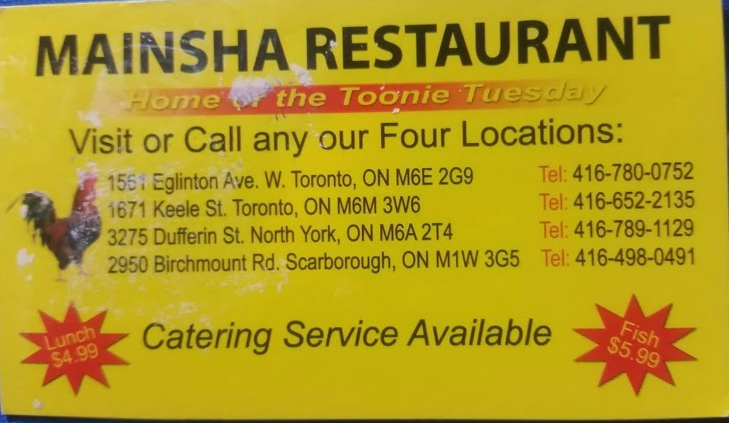 MAINSHA RESTAURANT
Home of the Toonie Tuesday
Visit or Call any our Four Locations:
1561 Eglinton Ave. W. Toronto, ON M6E 2G9 Tel: 416-780-0752
1671 Keele St. Toronto, ON M6M 3W6 Tel: 416-652-2135
3275 Dufferin St. North York, ON M6A 2T4 Tel: 416-789-1129
2950 Birchmount Rd. Scarborough, ON M1W 3G5 Tel: 416-498-0491
Lunch
$4.99
Catering Service Available
Fish
$5.99